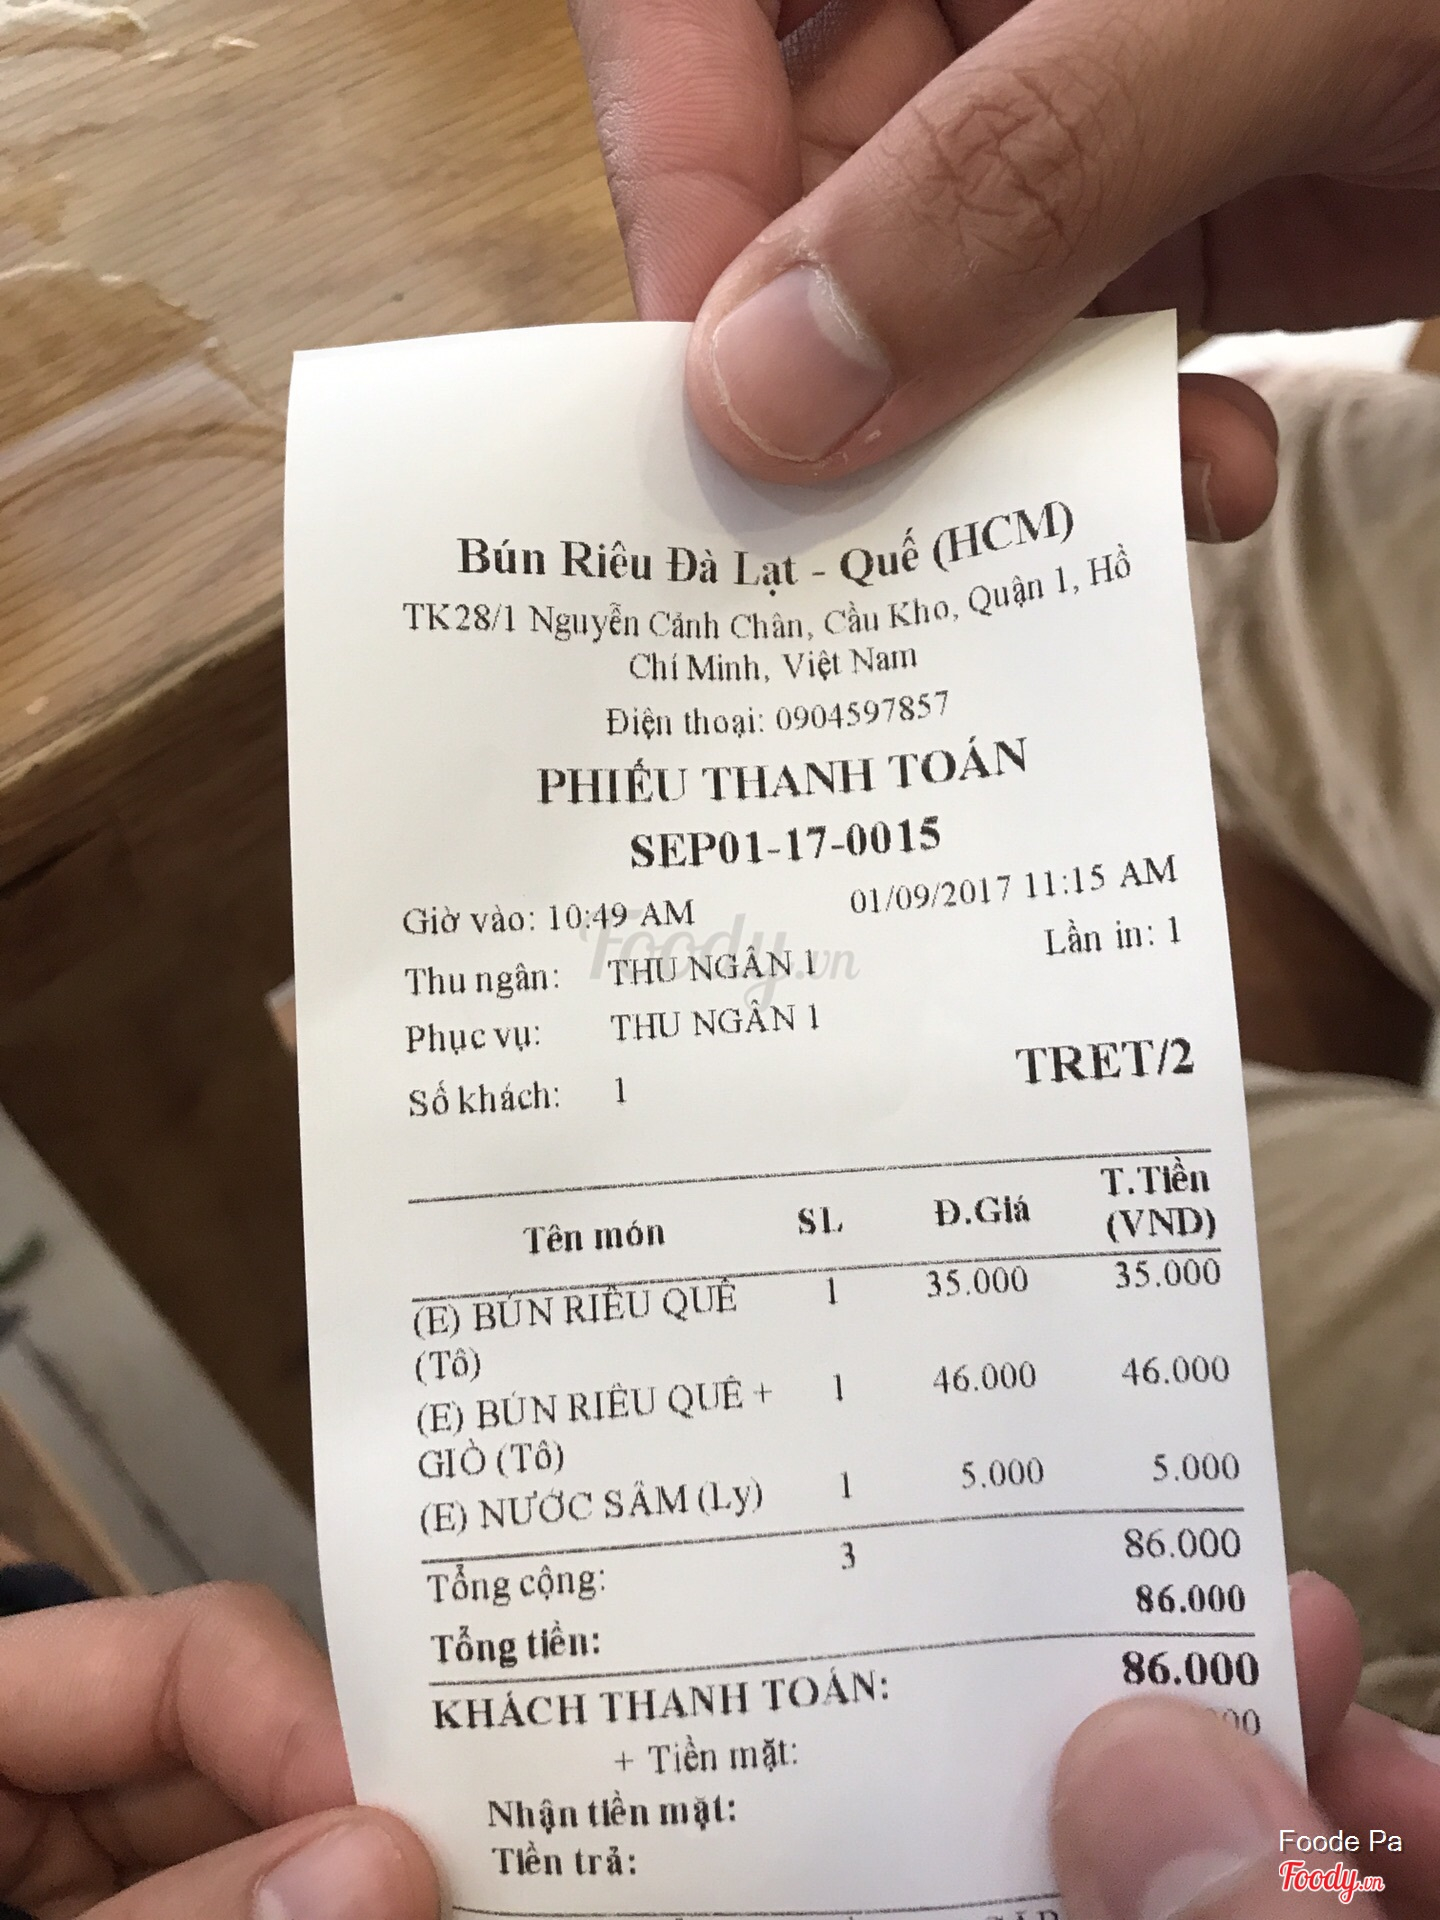 Bún Riêu Đà Lạt - Quế (HCM)
TK28/1 Nguyễn Cảnh Chân, Cầu Kho, Quận 1, Hồ
Chí Minh, Việt Nam
Điện thoại: 0904597857
PHIẾU THANH TOÁN
SEP01-17-0015
Giờ vào: 10:49 AM 01/09/2017 11:15 AM
Thu ngân: THU NGÂN 1 Lần in: 1
Foody.vn
Phục vụ: THU NGÂN 1
Số khách: 1 TRET/2
Tên món SL Đ.Giá T.Tiền
(VND)
(E) BÚN RIÊU QUÊ 1 35.000 35.000
(Tô)
(E) BÚN RIÊU QUÊ + 1 46.000 46.000
GIÒ (Tô)
(E) NƯỚC SÂM (Ly) 1 5.000 5.000
Tổng cộng: 3 86.000
Tổng tiền: 86.000
KHÁCH THANH TOÁN: 86.000
+ Tiền mặt:
Nhận tiền mặt:
Tiền trả:
Foode Pa
Foody.vn